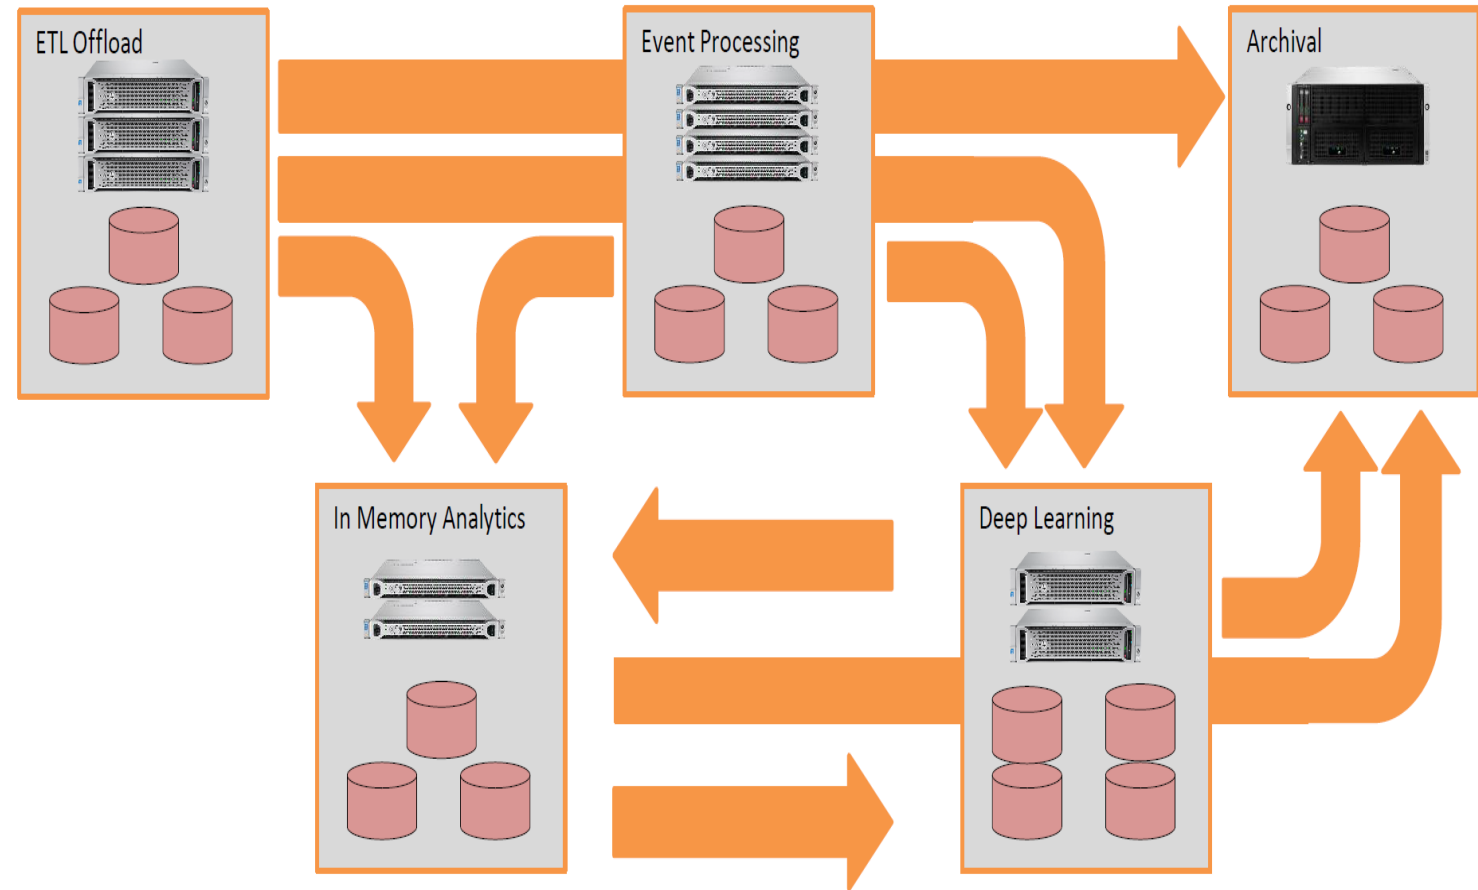 ETL Offload
Event Processing
Archival
In Memory Analytics
Deep Learning